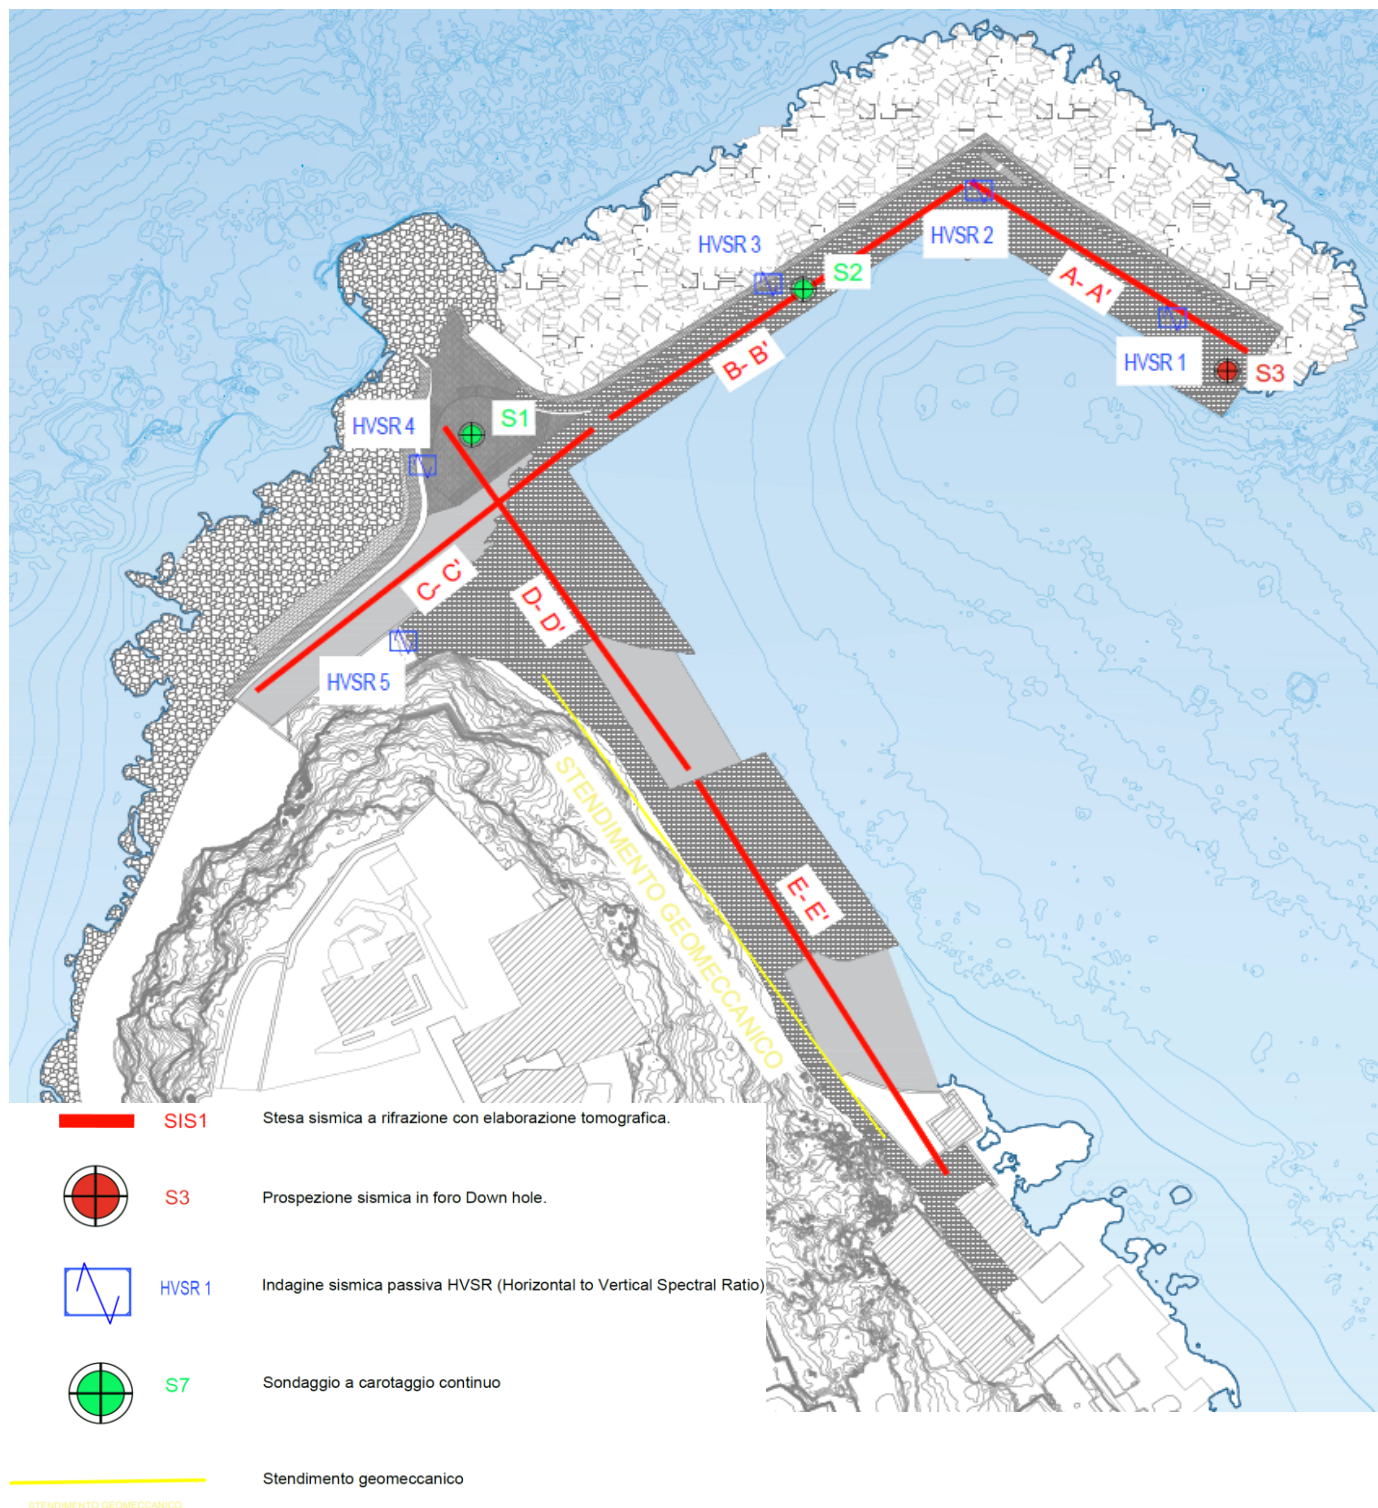 HVSR 3
S2
HVSR 2
A- A'
HVSR 1
S3
B- B'
HVSR 4
S1
C- C'
D- D'
HVSR 5
STENDIMENTO GEOMECCANICO
E- E'
SIS1 Stesa sismica a rifrazione con elaborazione tomografica.
S3 Prospezione sismica in foro Down hole.
HVSR 1 Indagine sismica passiva HVSR (Horizontal to Vertical Spectral Ratio)
S7 Sondaggio a carotaggio continuo
Stendimento geomeccanico
STENDIMENTO GEOMECCANICO